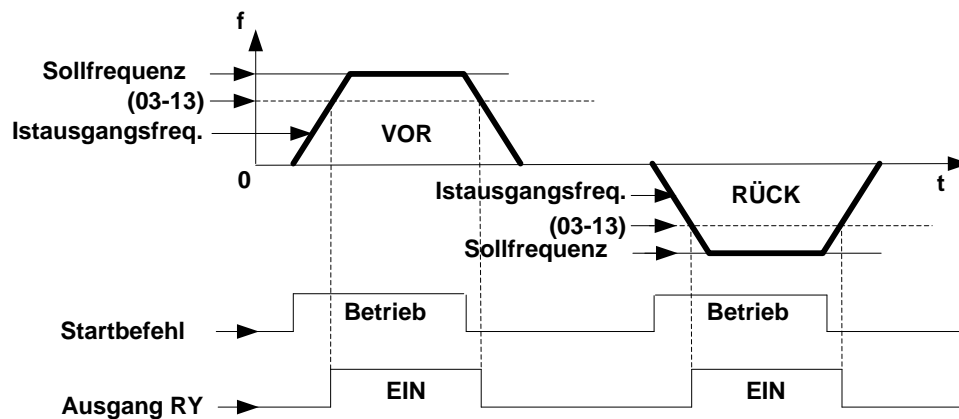 f
Sollfrequenz
(03-13)
Istausgangsfreq.
VOR
0
t
Istausgangsfreq.
RÜCK
(03-13)
Sollfrequenz
Betrieb
Betrieb
Startbefehl
EIN
EIN
Ausgang RY